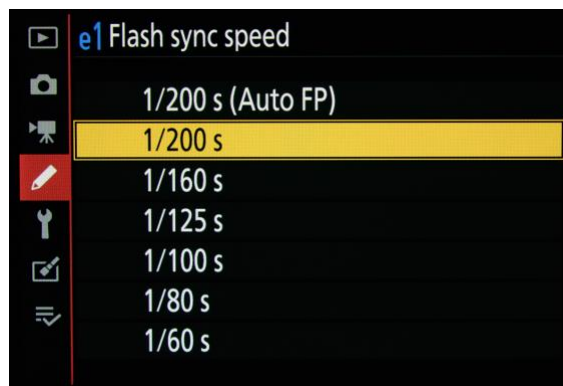 e1 Flash sync speed
1/200 s (Auto FP)
1/200 s
1/160 s
1/125 s
1/100 s
1/80 s
1/60 s